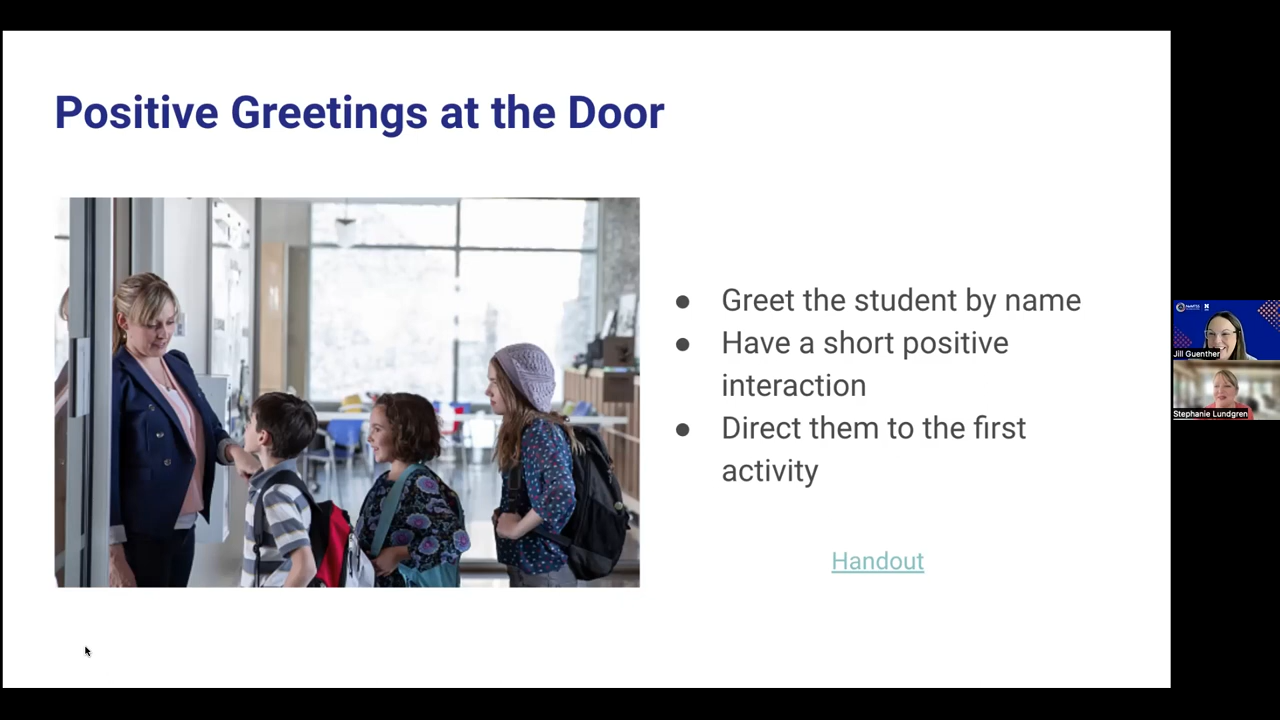 Positive Greetings at the Door
● Greet the student by name
● Have a short positive
interaction
● Direct them to the first
activity
Handout
Jill Guenther
Stephanie Lundgren